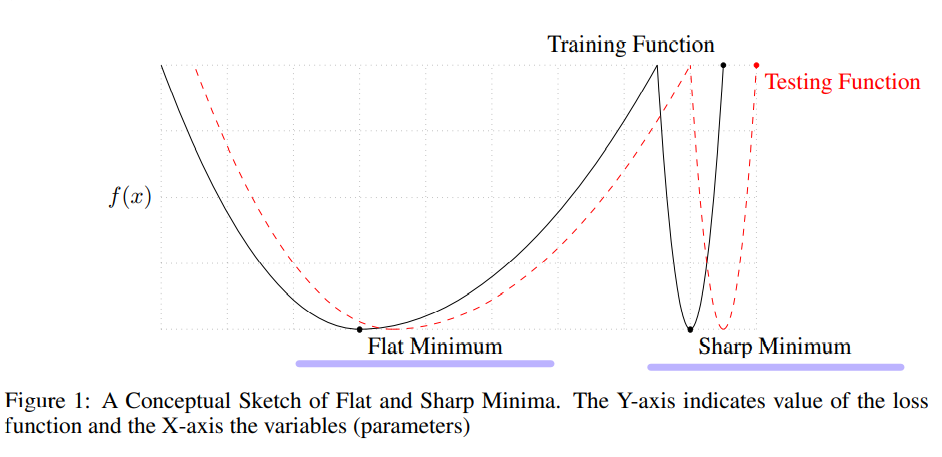 Training Function
Testing Function
f(x)
Flat Minimum
Sharp Minimum
Figure 1: A Conceptual Sketch of Flat and Sharp Minima. The Y-axis indicates value of the loss
function and the X-axis the variables (parameters)